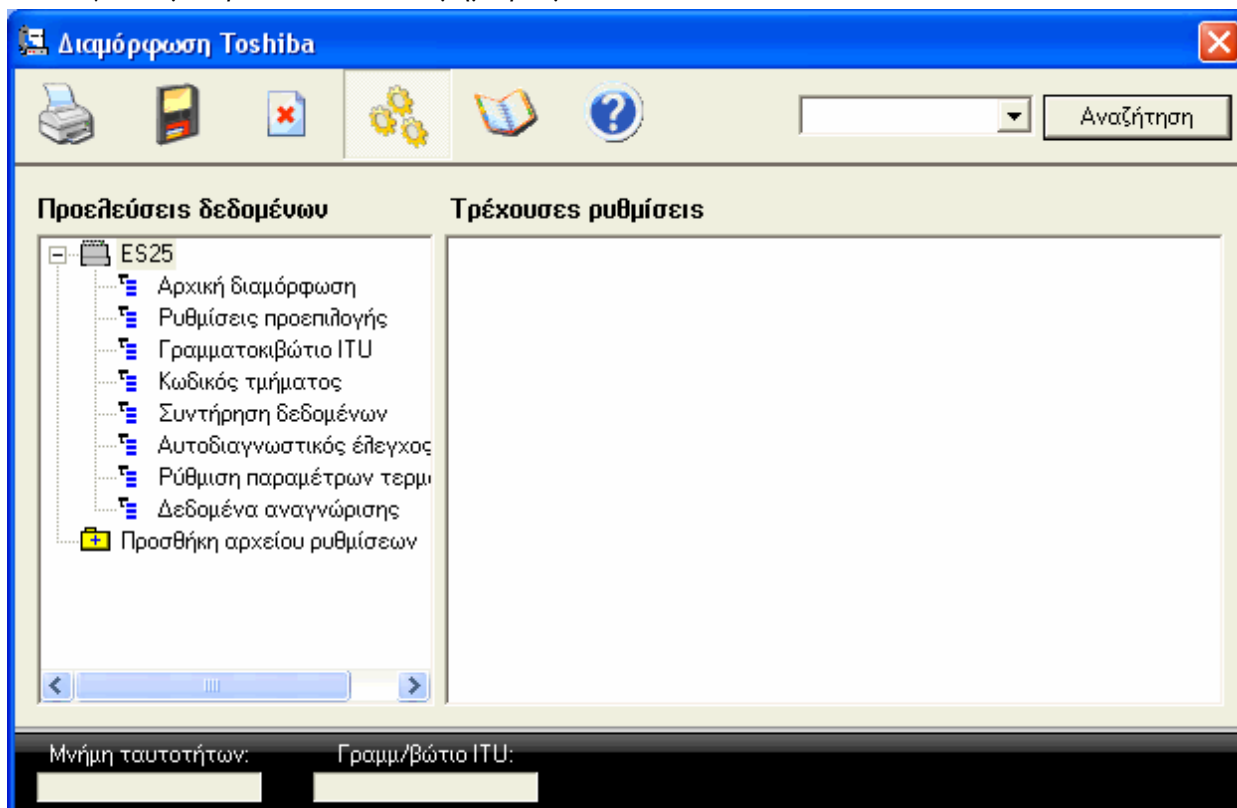 Διαμόρφωση Toshiba
Αναζήτηση
Προελεύσεις δεδομένων
Τρέχουσες ρυθμίσεις
ES25
Αρχική διαμόρφωση
Ρυθμίσεις προεπιλογής
Γραμματοκιβώτιο ITU
Κωδικός τμήματος
Συντήρηση δεδομένων
Αυτοδιαγνωστικός έλεγχος
Ρύθμιση παραμέτρων τερμ
Δεδομένα αναγνώρισης
Προσθήκη αρχείου ρυθμίσεων
Μνήμη ταυτοτήτων:
Γραμμ/βώτιο ITU: